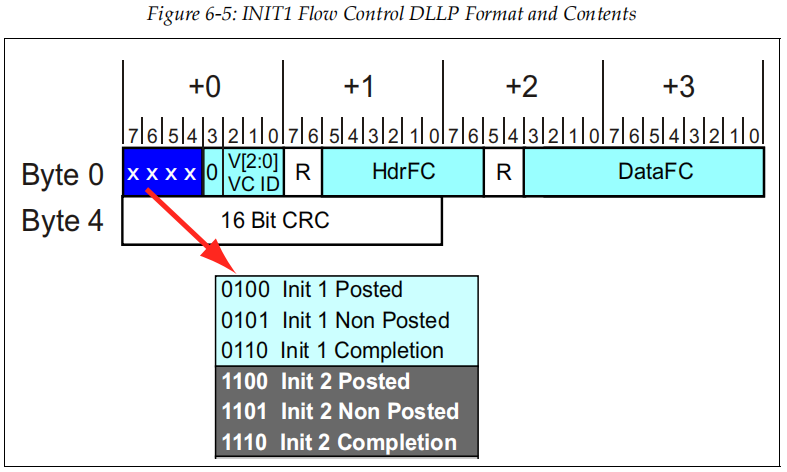 Figure 6-5: INIT1 Flow Control DLLP Format and Contents
+0 +1 +2 +3
7 6 5 4 3 2 1 0 7 6 5 4 3 2 1 0 7 6 5 4 3 2 1 0 7 6 5 4 3 2 1 0
Byte 0 x x x x 0 V[2:0] R HdrFC R DataFC
VC ID
Byte 4 16 Bit CRC
0100 Init 1 Posted
0101 Init 1 Non Posted
0110 Init 1 Completion
1100 Init 2 Posted
1101 Init 2 Non Posted
1110 Init 2 Completion